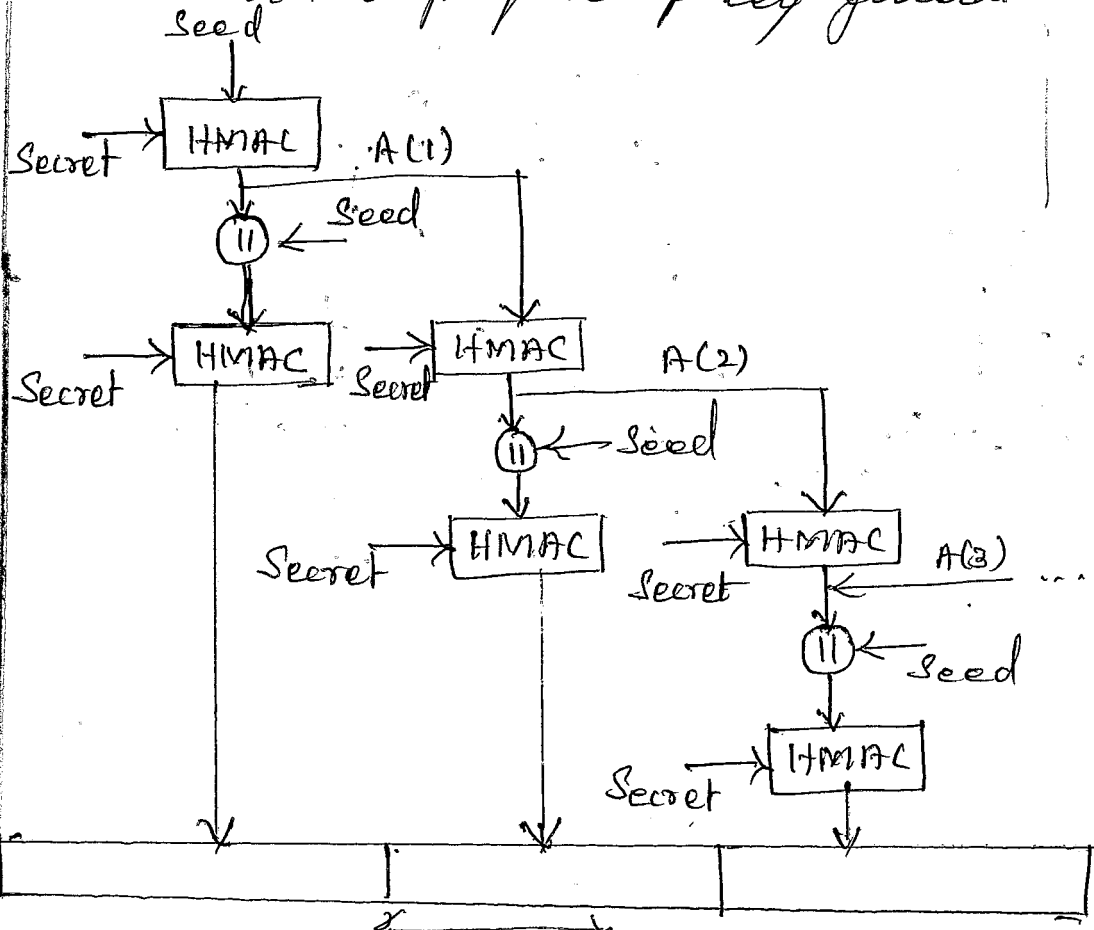 Seed
HMAC
Secret
A(1)
Seed
||
HMAC
Secret
HMAC
Secret
A(2)
||
Seed
HMAC
Secret
HMAC
Secret
A(3)
...
||
Seed
HMAC
Secret